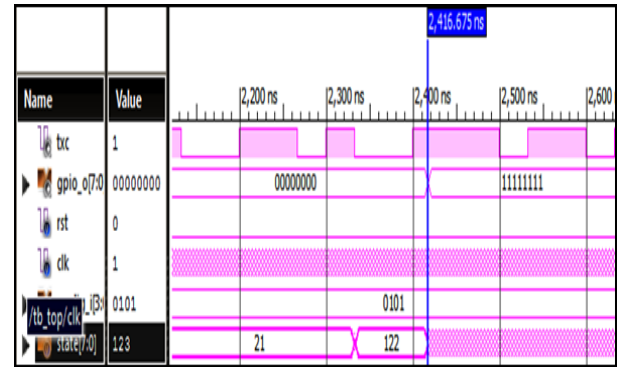 2,416.675 ns
Name Value 2,200 ns 2,300 ns 2,400 ns 2,500 ns 2,600
txc 1
gpio_o[7:0 00000000 00000000 11111111
rst 0
clk 1
_i[3: 0101 0101
/tb_top/clk
state[7:0] 123 21 122